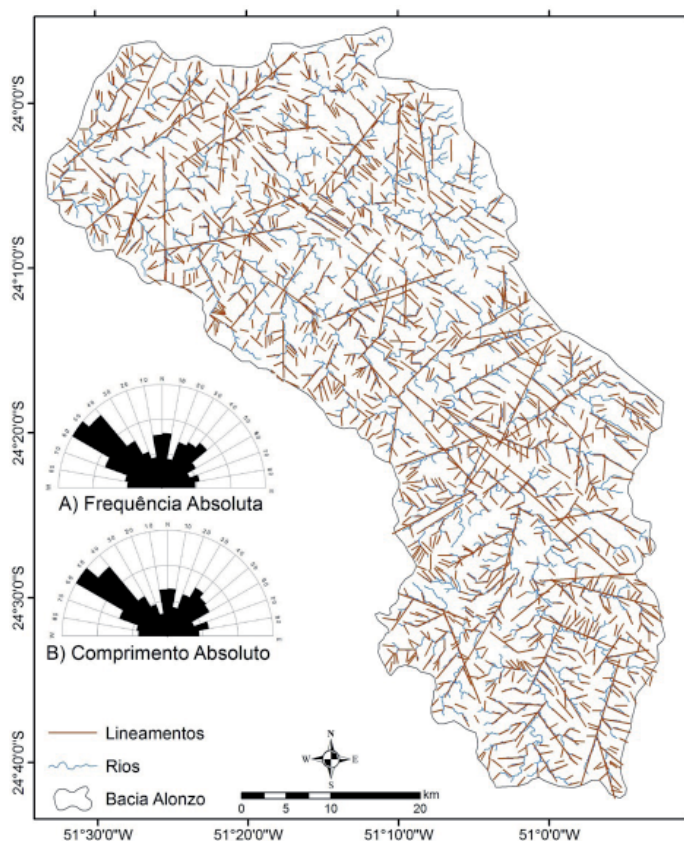 24°0'0"S
24°10'0"S
24°20'0"S
24°30'0"S
24°40'0"S
A) Frequência Absoluta
B) Comprimento Absoluto
Lineamentos
Rios
Bacia Alonzo
N
W E
S
km
0 5 10 20
51°30'0"W 51°20'0"W 51°10'0"W 51°0'0"W